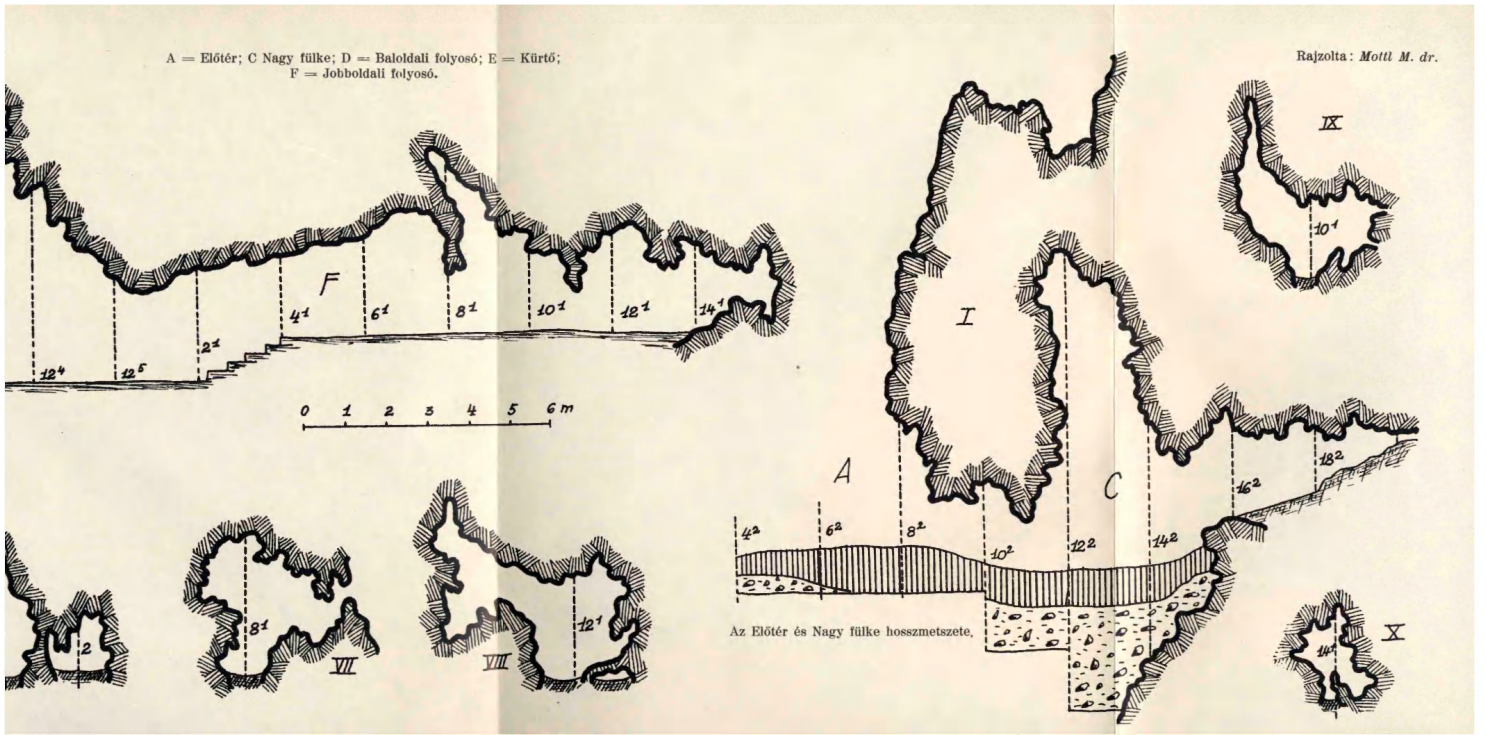 A = Előtér; C Nagy fülke; D = Baloldali folyosó; E = Kürtő;
F = Jobboldali folyosó.
Rajzolta: Mottl M. dr.
IX
10¹
F
I
12⁴
12⁵
2¹
4¹
6¹
8¹
10¹
12¹
14¹
0 1 2 3 4 5 6 m
A
C
4²
6²
8²
10²
12²
14²
16²
18²
Az Előtér és Nagy fülke hosszmetszete.
2
8¹
VII
12¹
VIII
14¹
X